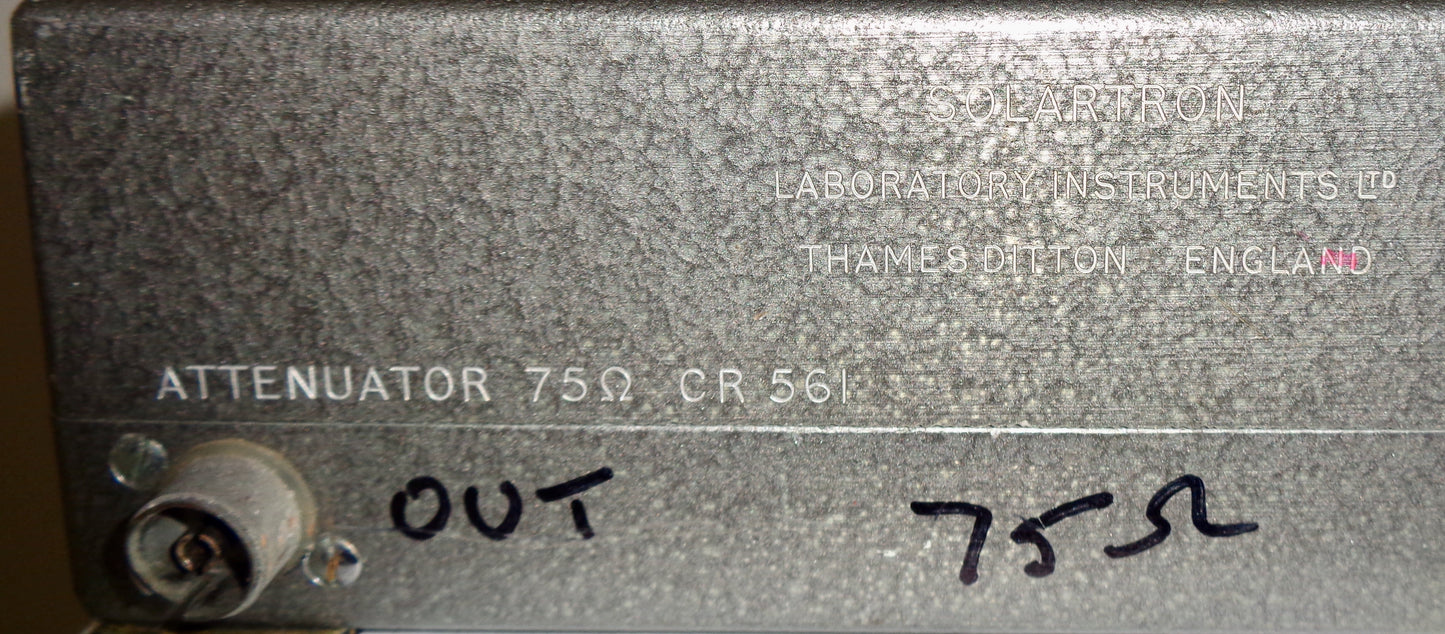 SOLARTRON
LABORATORY INSTRUMENTS LTD
THAMES DITTON ENGLAND
ATTENUATOR 75Ω CR 561
OUT 75Ω